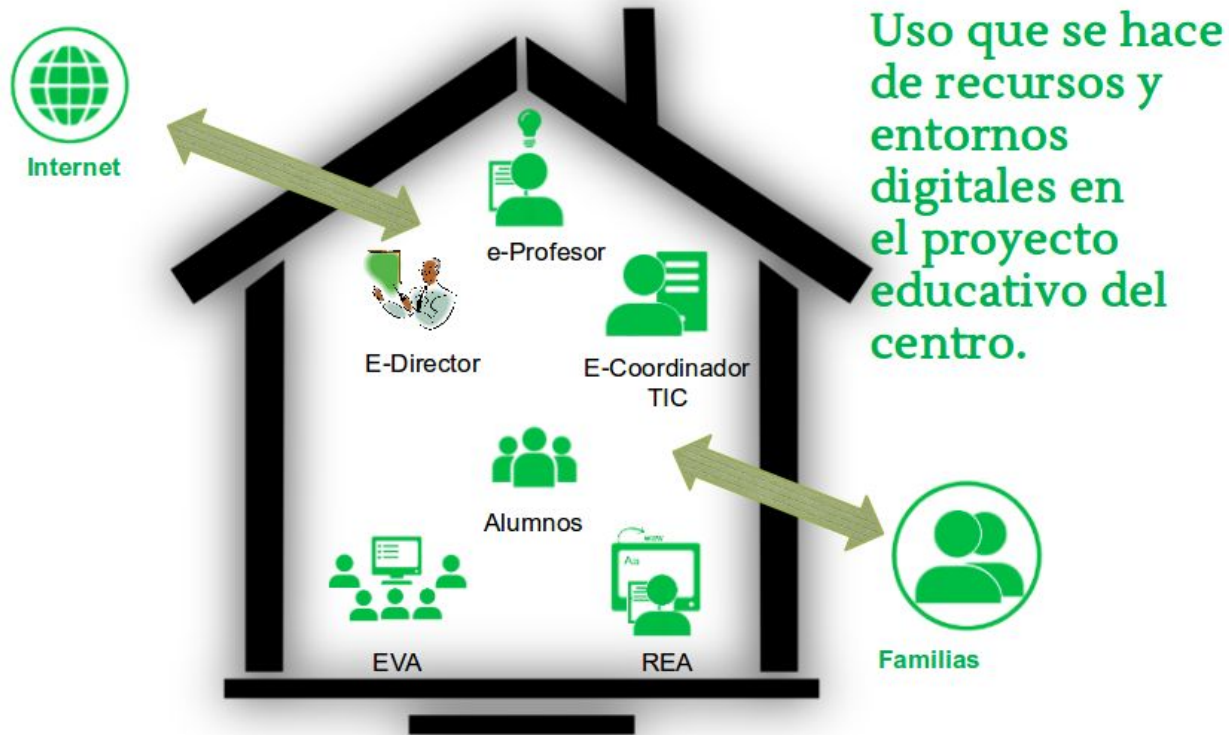 Uso que se hace
de recursos y
entornos
digitales en
el proyecto
educativo del
centro.
Internet
e-Profesor
E-Director
E-Coordinador
TIC
Alumnos
Aa
EVA
REA
Familias